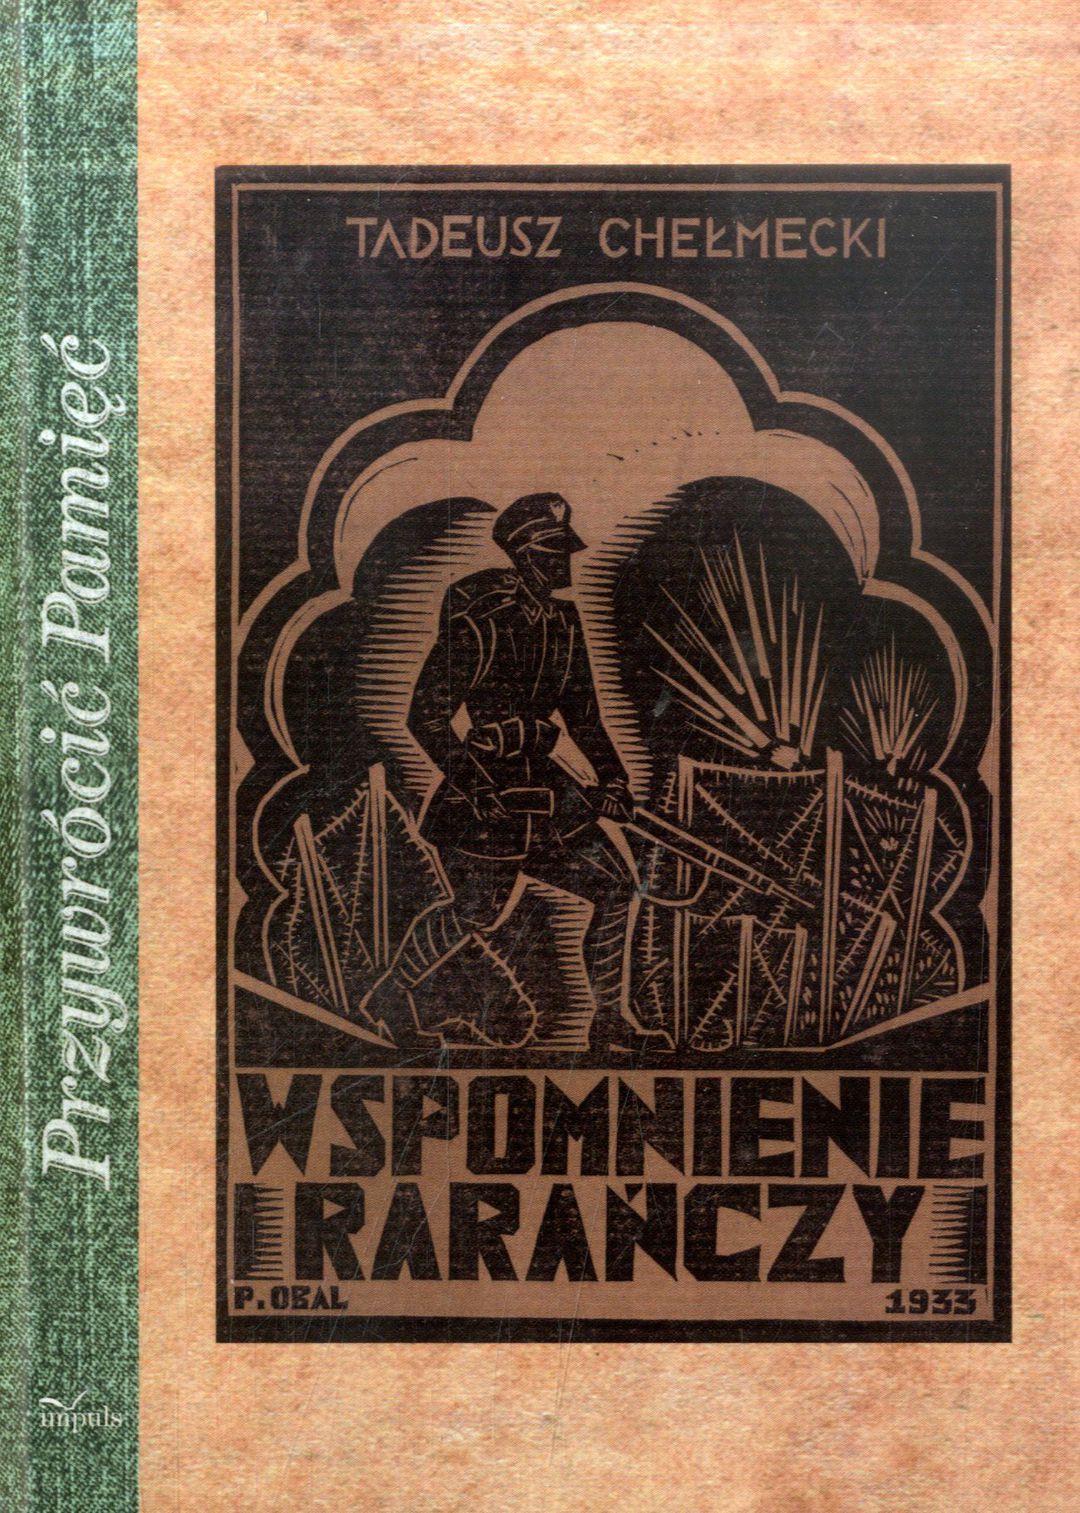 TADEUSZ CHEŁMECKI
WSPOMNIENIE
RARAŃCZY
P. OBAL
1933
Przywrócić Pamięć
impuls